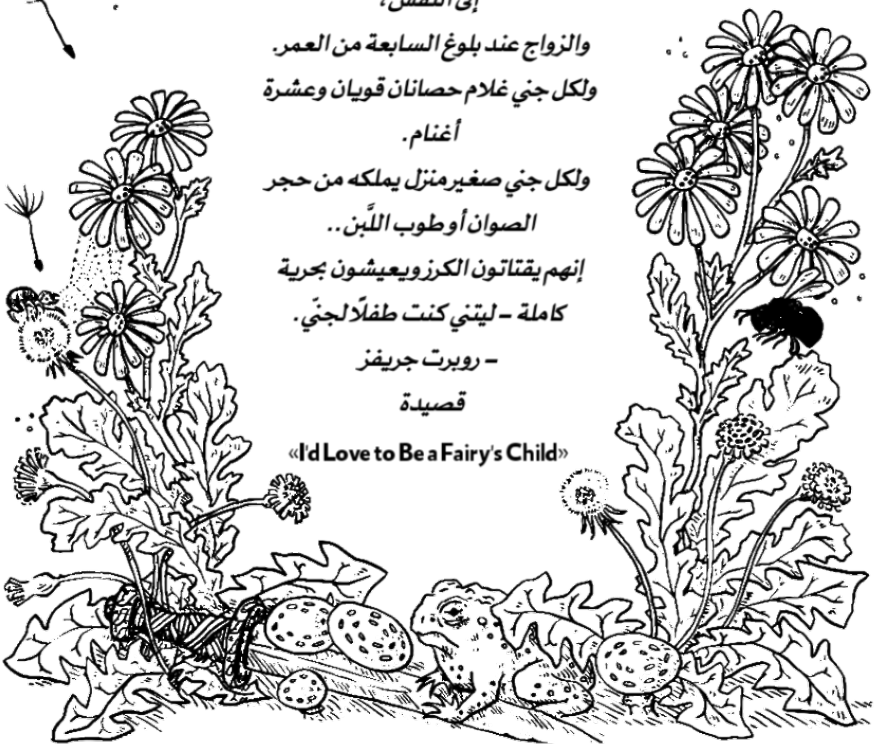 إلى النفس،
والزواج عند بلوغ السابعة من العمر.
ولكل جني غلام حصانان قويان وعشرة
أغنام.
ولكل جني صغير منزل يملكه من حجر
الصوان أو طوب اللَّبن..
إنهم يقتاتون الكرز ويعيشون بحرية
كاملة – ليتني كنت طفلًا لجنيّ.
– روبرت جريفز
قصيدة
«I'd Love to Be a Fairy's Child»